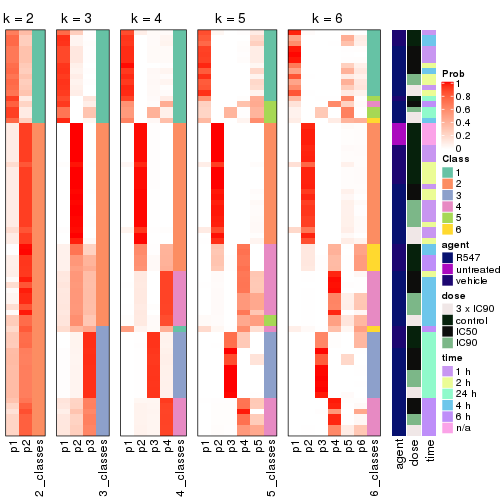 k = 2
k = 3
k = 4
k = 5
k = 6
p1
p2
2_classes
p1
p2
p3
3_classes
p1
p2
p3
p4
4_classes
p1
p2
p3
p4
p5
5_classes
p1
p2
p3
p4
p5
p6
6_classes
agent
dose
time
Prob
1
0.8
0.6
0.4
0.2
0
Class
1
2
3
4
5
6
agent
R547
untreated
vehicle
dose
3 x IC90
control
IC50
IC90
time
1 h
2 h
24 h
4 h
6 h
n/a